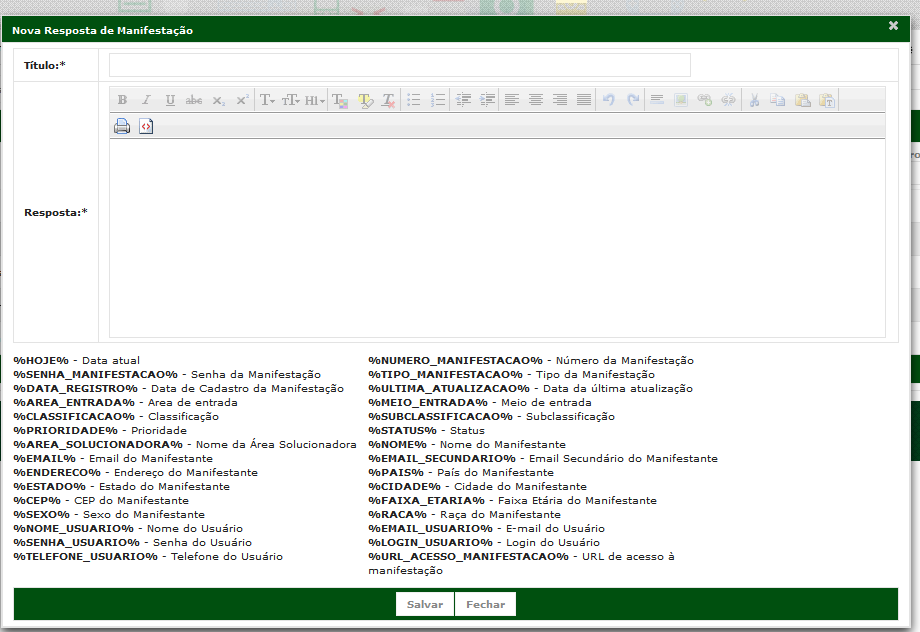 Nova Resposta de Manifestação
Título:*
B I U abc X₂ X² T T HI T T
Resposta:*
%HOJE% - Data atual
%SENHA_MANIFESTACAO% - Senha da Manifestação
%DATA_REGISTRO% - Data de Cadastro da Manifestação
%AREA_ENTRADA% - Area de entrada
%CLASSIFICACAO% - Classificação
%PRIORIDADE% - Prioridade
%AREA_SOLUCIONADORA% - Nome da Área Solucionadora
%EMAIL% - Email do Manifestante
%ENDERECO% - Endereço do Manifestante
%ESTADO% - Estado do Manifestante
%CEP% - CEP do Manifestante
%SEXO% - Sexo do Manifestante
%NOME_USUARIO% - Nome do Usuário
%SENHA_USUARIO% - Senha do Usuário
%TELEFONE_USUARIO% - Telefone do Usuário
%NUMERO_MANIFESTACAO% - Número da Manifestação
%TIPO_MANIFESTACAO% - Tipo da Manifestação
%ULTIMA_ATUALIZACAO% - Data da última atualização
%MEIO_ENTRADA% - Meio de entrada
%SUBCLASSIFICACAO% - Subclassificação
%STATUS% - Status
%NOME% - Nome do Manifestante
%EMAIL_SECUNDARIO% - Email Secundário do Manifestante
%PAIS% - País do Manifestante
%CIDADE% - Cidade do Manifestante
%FAIXA_ETARIA% - Faixa Etária do Manifestante
%RACA% - Raça do Manifestante
%EMAIL_USUARIO% - E-mail do Usuário
%LOGIN_USUARIO% - Login do Usuário
%URL_ACESSO_MANIFESTACAO% - URL de acesso à
manifestação
Salvar Fechar